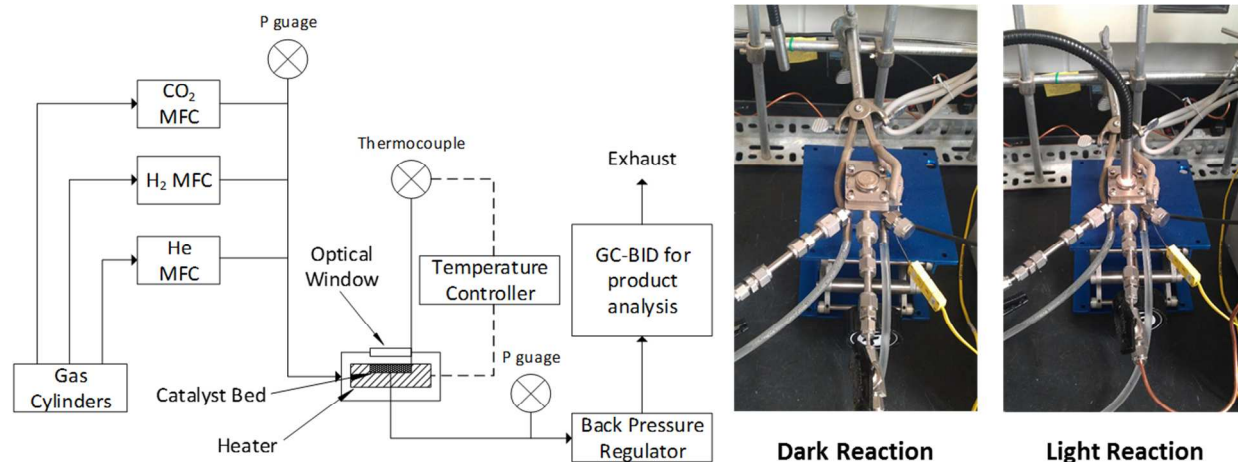 P guage
CO2
MFC
H2 MFC
He
MFC
Gas
Cylinders
Thermocouple
Optical
Window
Temperature
Controller
Catalyst Bed
Heater
P guage
Exhaust
GC-BID for
product
analysis
Back Pressure
Regulator
Dark Reaction
Light Reaction